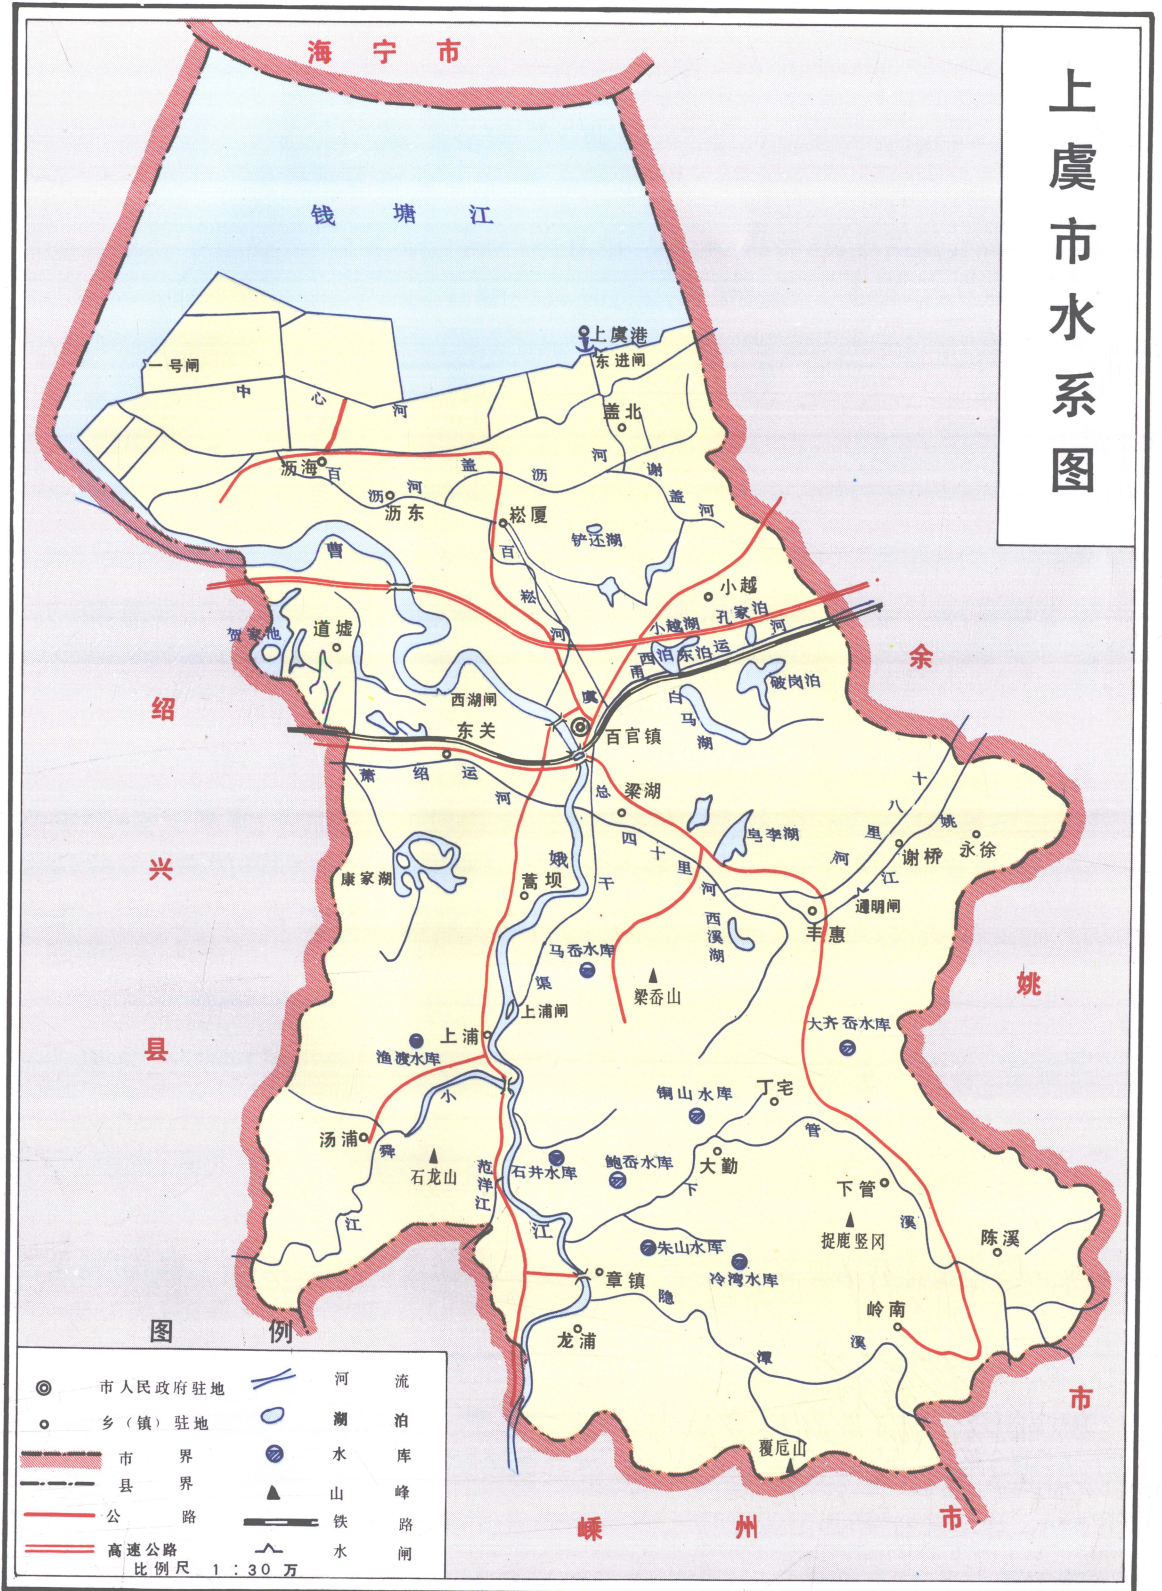 上虞市水系图
海宁市
钱塘江
上虞港
东进闸
一号闸
中心河
盖北
沥海
百沥河
盖沥河
谢盖河
沥东
崧厦
铲还湖
曹
百崧河
小越
小越湖
孔家泊
西泊
东泊
虞甬运河
贺家池
道墟
余
绍
西湖闸
白马湖
破岗泊
东关
百官镇
萧绍运河
总干渠
梁湖
四十里河
皂李湖
十八里河
姚江
谢桥
永徐
兴
康家湖
娥
蒿坝
通明闸
丰惠
西溪湖
马岙水库
梁岙山
姚
上浦闸
上浦
大齐岙水库
县
渔渡水库
小舜江
铜山水库
丁宅
汤浦
石龙山
范洋江
石井水库
鲍岙水库
大勤
下管溪
下管
捉鹿竖冈
江
朱山水库
冷湾水库
陈溪
章镇
隐潭溪
岭南
龙浦
覆卮山
市
嵊州市
图例
市人民政府驻地
乡（镇）驻地
市界
县界
公路
高速公路
河流
湖泊
水库
山峰
铁路
水闸
比例尺 1:30万